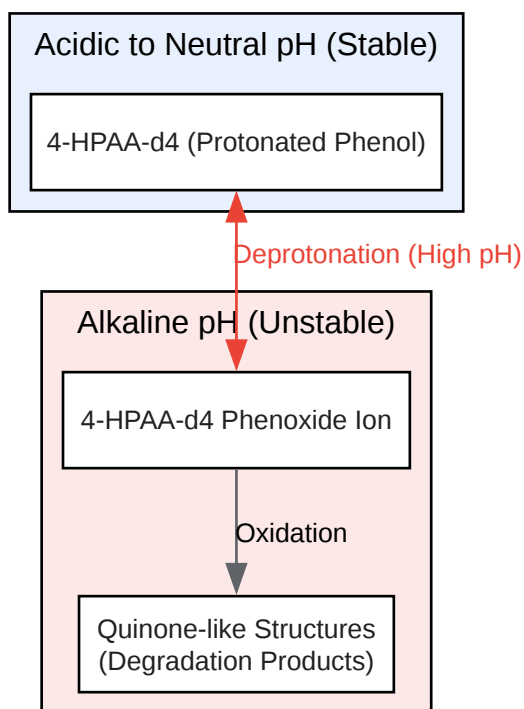 Acidic to Neutral pH (Stable)
4-HPAA-d4 (Protonated Phenol)
Deprotonation (High pH)
Alkaline pH (Unstable)
4-HPAA-d4 Phenoxide Ion
Oxidation
Quinone-like Structures
(Degradation Products)